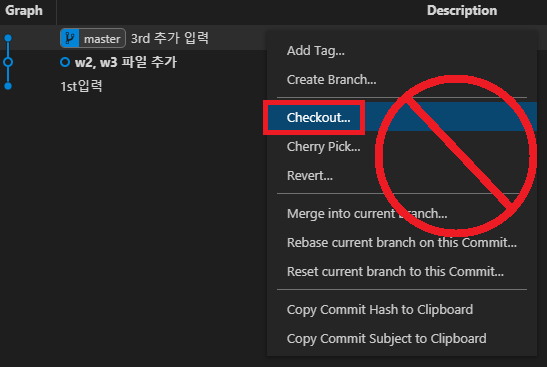 Graph Description
master 3rd 추가 입력
w2, w3 파일 추가
1st입력
Add Tag...
Create Branch...
Checkout...
Cherry Pick...
Revert...
Merge into current branch...
Rebase current branch on this Commit...
Reset current branch to this Commit...
Copy Commit Hash to Clipboard
Copy Commit Subject to Clipboard